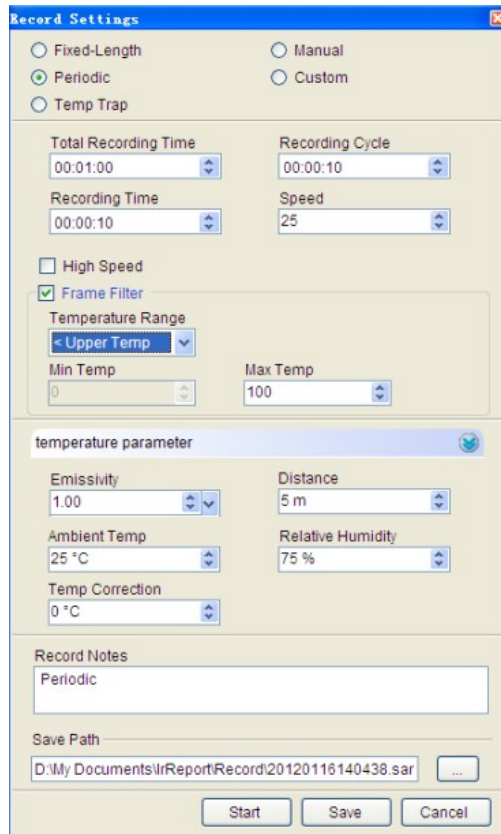 Record Settings
Fixed-Length Manual
Periodic Custom
Temp Trap
Total Recording Time Recording Cycle
00:01:00 00:00:10
Recording Time Speed
00:00:10 25
High Speed
Frame Filter
Temperature Range
< Upper Temp
Min Temp Max Temp
0 100
temperature parameter
Emissivity Distance
1.00 5 m
Ambient Temp Relative Humidity
25 °C 75 %
Temp Correction
0 °C
Record Notes
Periodic
Save Path
D:\My Documents\IrReport\Record\20120116140438.sar ...
Start Save Cancel